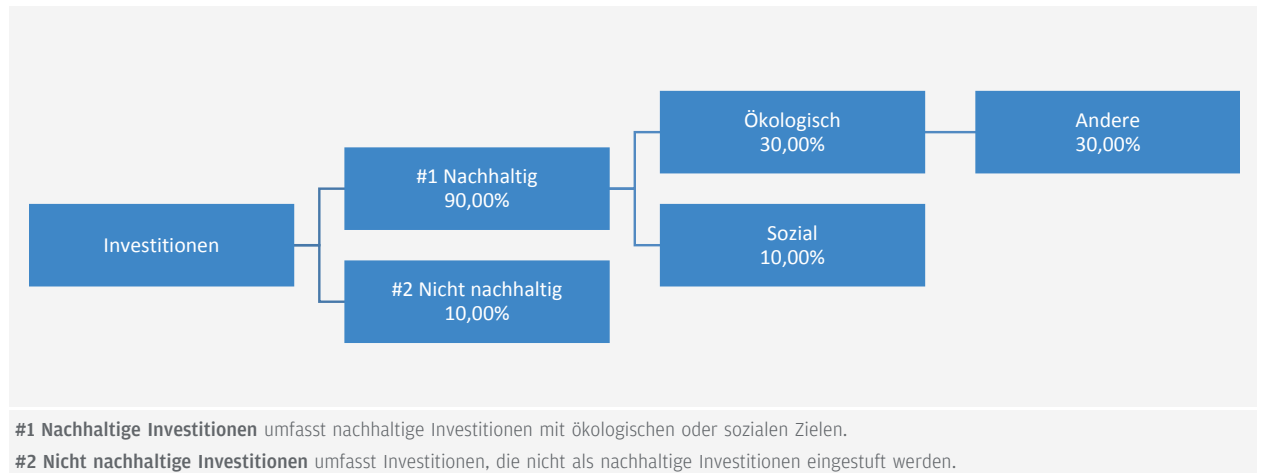 Investitionen
#1 Nachhaltig
90,00%
#2 Nicht nachhaltig
10,00%
Ökologisch
30,00%
Sozial
10,00%
Andere
30,00%
#1 Nachhaltige Investitionen umfasst nachhaltige Investitionen mit ökologischen oder sozialen Zielen.
#2 Nicht nachhaltige Investitionen umfasst Investitionen, die nicht als nachhaltige Investitionen eingestuft werden.